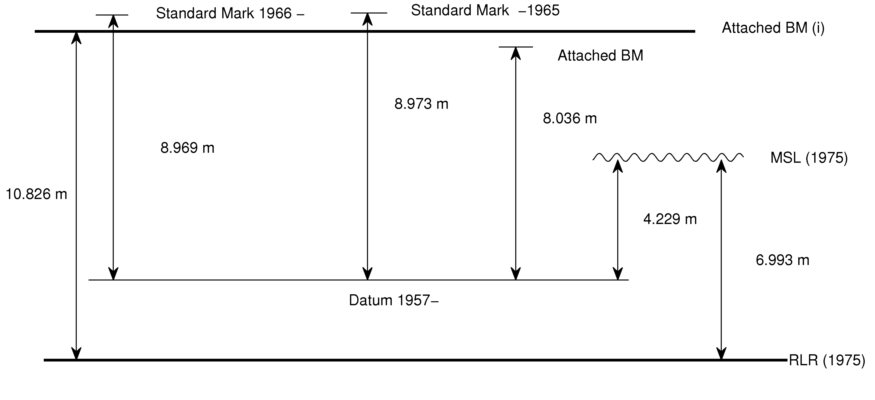 Standard Mark 1966 –
Standard Mark –1965
Attached BM (i)
Attached BM
8.973 m
8.036 m
8.969 m
MSL (1975)
10.826 m
4.229 m
6.993 m
Datum 1957–
RLR (1975)